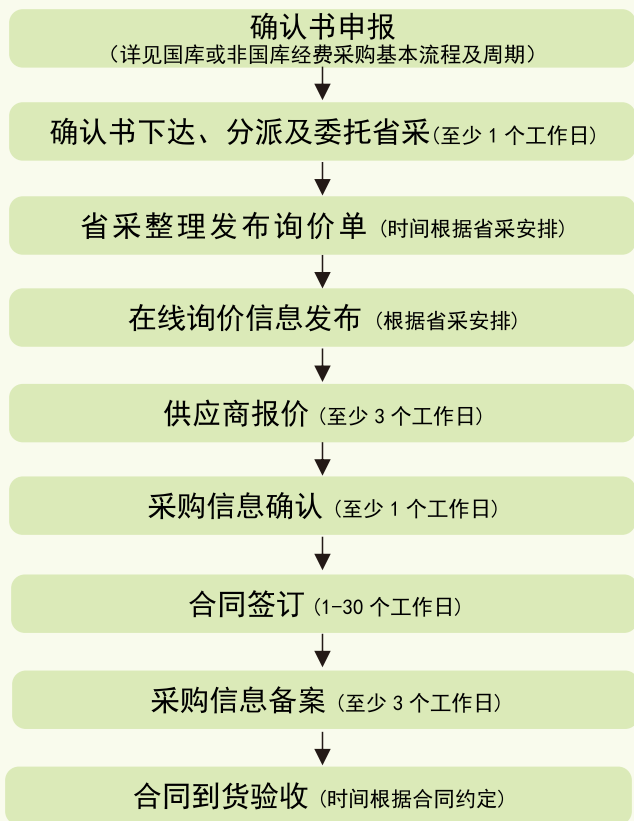 确认书申报
（详见国库或非国库经费采购基本流程及周期）
确认书下达、分派及委托省采(至少 1 个工作日)
省采整理发布询价单 (时间根据省采安排)
在线询价信息发布 (根据省采安排)
供应商报价 (至少 3 个工作日)
采购信息确认 (至少 1 个工作日)
合同签订 (1-30 个工作日)
采购信息备案 (至少 3 个工作日)
合同到货验收 (时间根据合同约定)